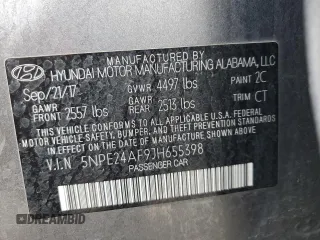 MANUFACTURED BY
HYUNDAI MOTOR MANUFACTURING ALABAMA, LLC
Sep/21/17 GVWR 4497 lbs PAINT 2C
GAWR FRONT 2557 lbs GAWR REAR 2513 lbs TRIM CT
THIS VEHICLE CONFORMS TO ALL APPLICABLE U.S.A. FEDERAL
MOTOR VEHICLE SAFETY, BUMPER, AND THEFT PREVENTION
STANDARDS IN EFFECT ON THE DATE OF MANUFACTURE SHOWN ABOVE.
V.I.N 5NPE24AF9JH655398
PASSENGER CAR
AUTOBIDMASTER